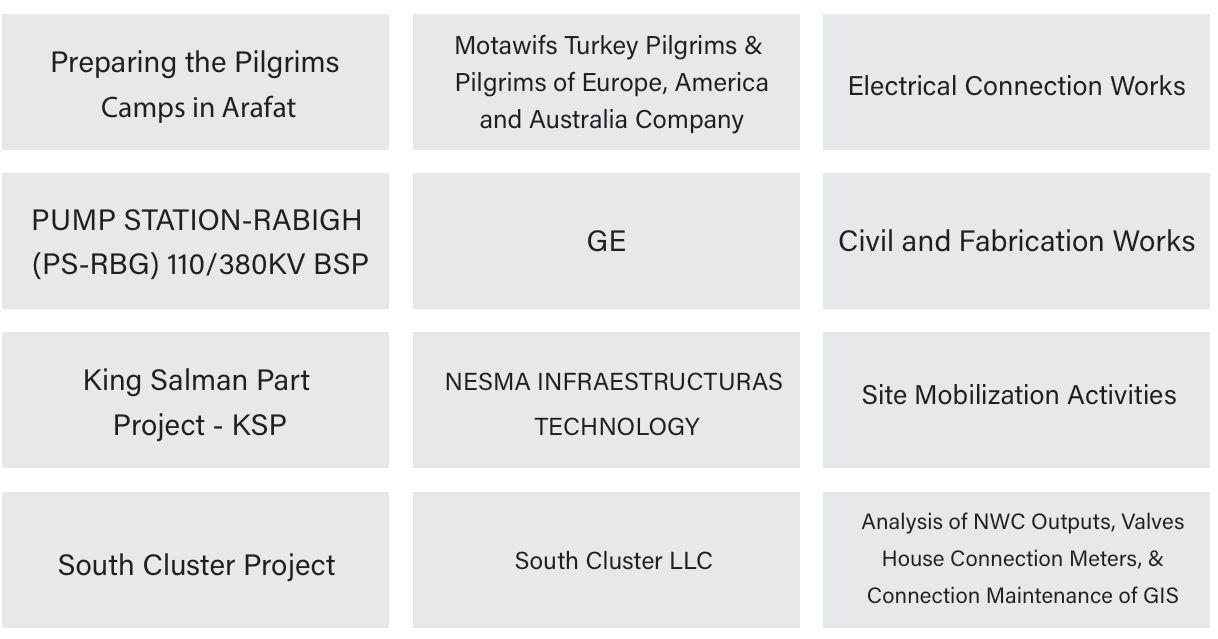 Preparing the Pilgrims
Camps in Arafat
Motawifs Turkey Pilgrims &
Pilgrims of Europe, America
and Australia Company
Electrical Connection Works
PUMP STATION-RABIGH
(PS-RBG) 110/380KV BSP
GE
Civil and Fabrication Works
King Salman Part
Project - KSP
NESMA INFRAESTRUCTURAS
TECHNOLOGY
Site Mobilization Activities
South Cluster Project
South Cluster LLC
Analysis of NWC Outputs, Valves
House Connection Meters, &
Connection Maintenance of GIS